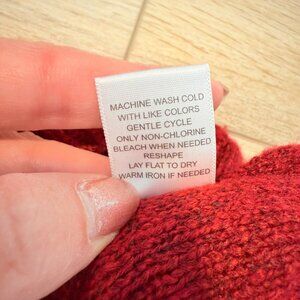 MACHINE WASH COLD
WITH LIKE COLORS
GENTLE CYCLE
ONLY NON-CHLORINE
BLEACH WHEN NEEDED
RESHAPE
LAY FLAT TO DRY
WARM IRON IF NEEDED